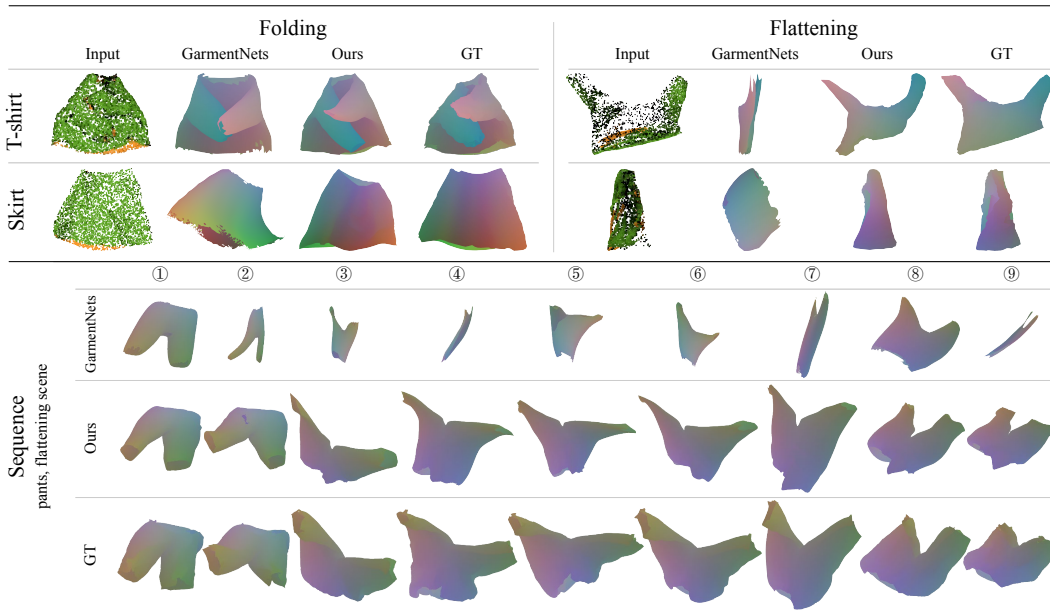 Folding Flattening
Input GarmentNets Ours GT Input GarmentNets Ours GT
T-shirt
Skirt
① ② ③ ④ ⑤ ⑥ ⑦ ⑧ ⑨
Sequence
pants, flattening scene
GarmentNets
Ours
GT